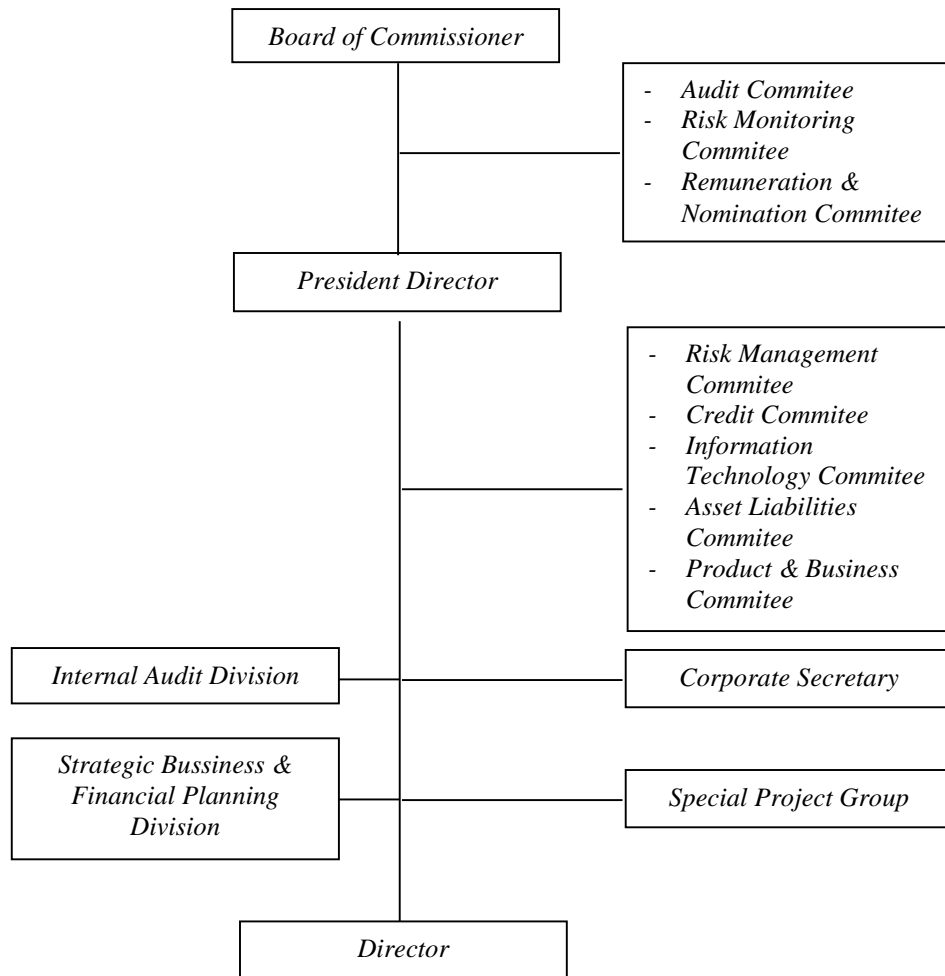 Board of Commissioner
- Audit Commitee
- Risk Monitoring
Commitee
- Remuneration &
Nomination Commitee
President Director
- Risk Management
Commitee
- Credit Commitee
- Information
Technology Commitee
- Asset Liabilities
Commitee
- Product & Business
Commitee
Internal Audit Division
Corporate Secretary
Strategic Bussiness &
Financial Planning
Division
Special Project Group
Director